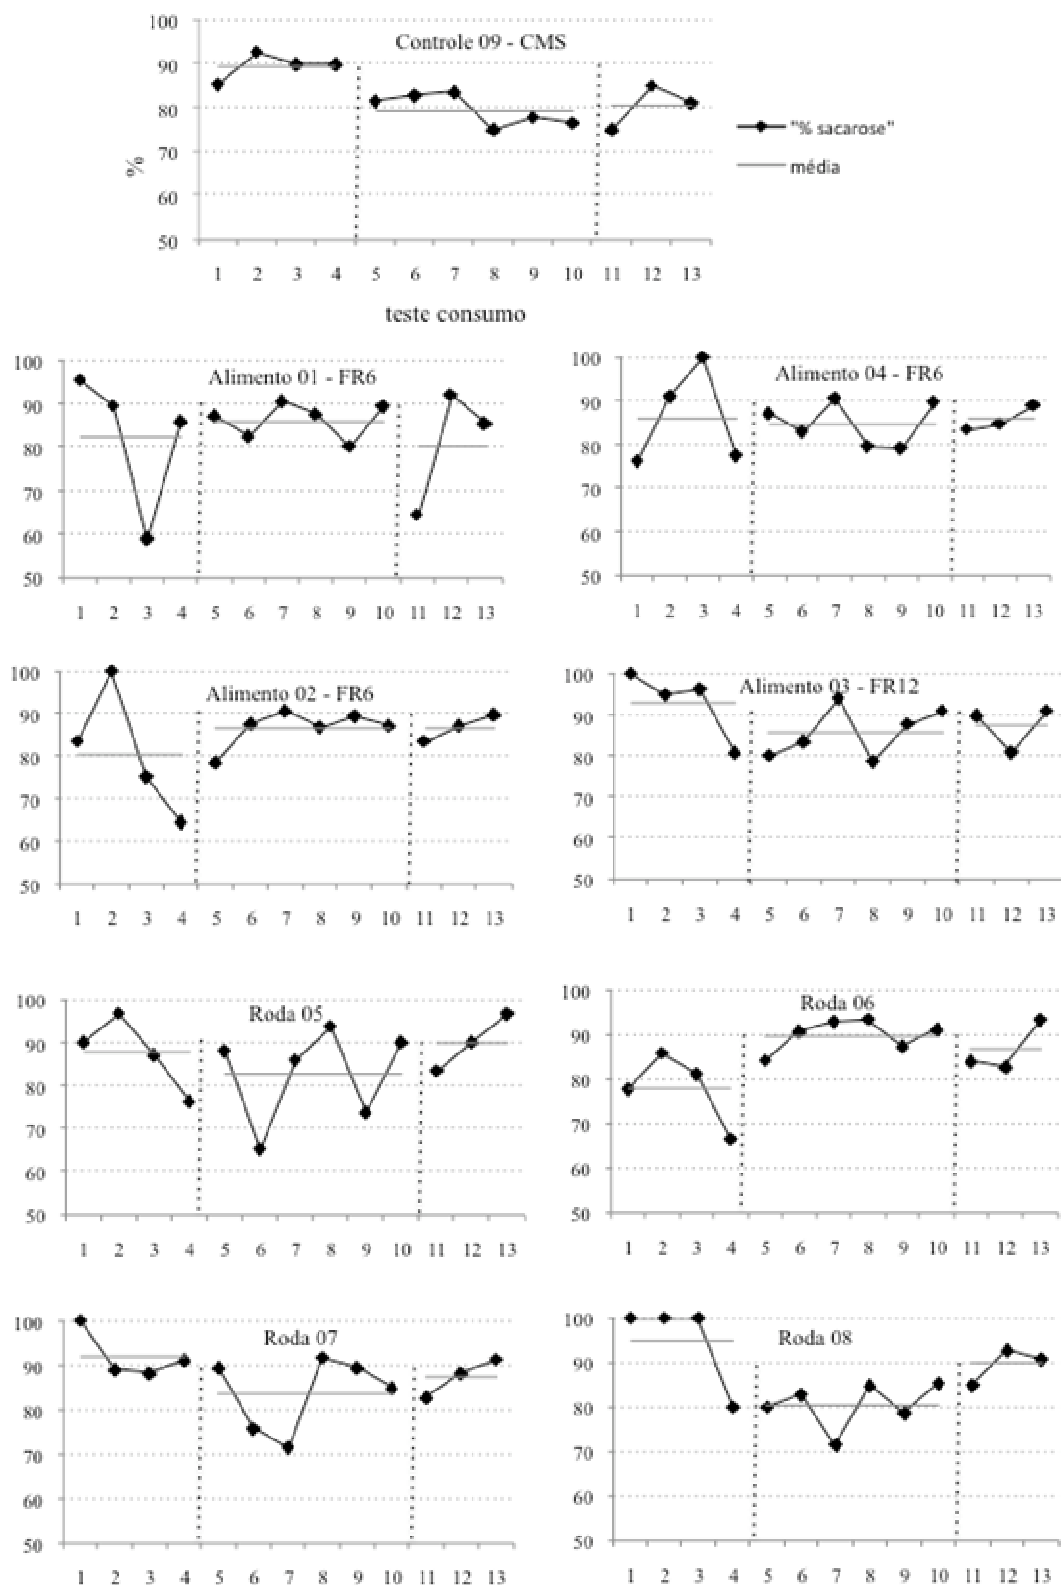 Controle 09 - CMS
100
90
80
70
60
50
%
1 2 3 4 5 6 7 8 9 10 11 12 13
teste consumo
"% sacarose"
média
Alimento 01 - FR6
100
90
80
70
60
50
1 2 3 4 5 6 7 8 9 10 11 12 13
Alimento 04 - FR6
100
90
80
70
60
50
1 2 3 4 5 6 7 8 9 10 11 12 13
Alimento 02 - FR6
100
90
80
70
60
50
1 2 3 4 5 6 7 8 9 10 11 12 13
Alimento 03 - FR12
100
90
80
70
60
50
1 2 3 4 5 6 7 8 9 10 11 12 13
Roda 05
100
90
80
70
60
50
1 2 3 4 5 6 7 8 9 10 11 12 13
Roda 06
100
90
80
70
60
50
1 2 3 4 5 6 7 8 9 10 11 12 13
Roda 07
100
90
80
70
60
50
1 2 3 4 5 6 7 8 9 10 11 12 13
Roda 08
100
90
80
70
60
50
1 2 3 4 5 6 7 8 9 10 11 12 13